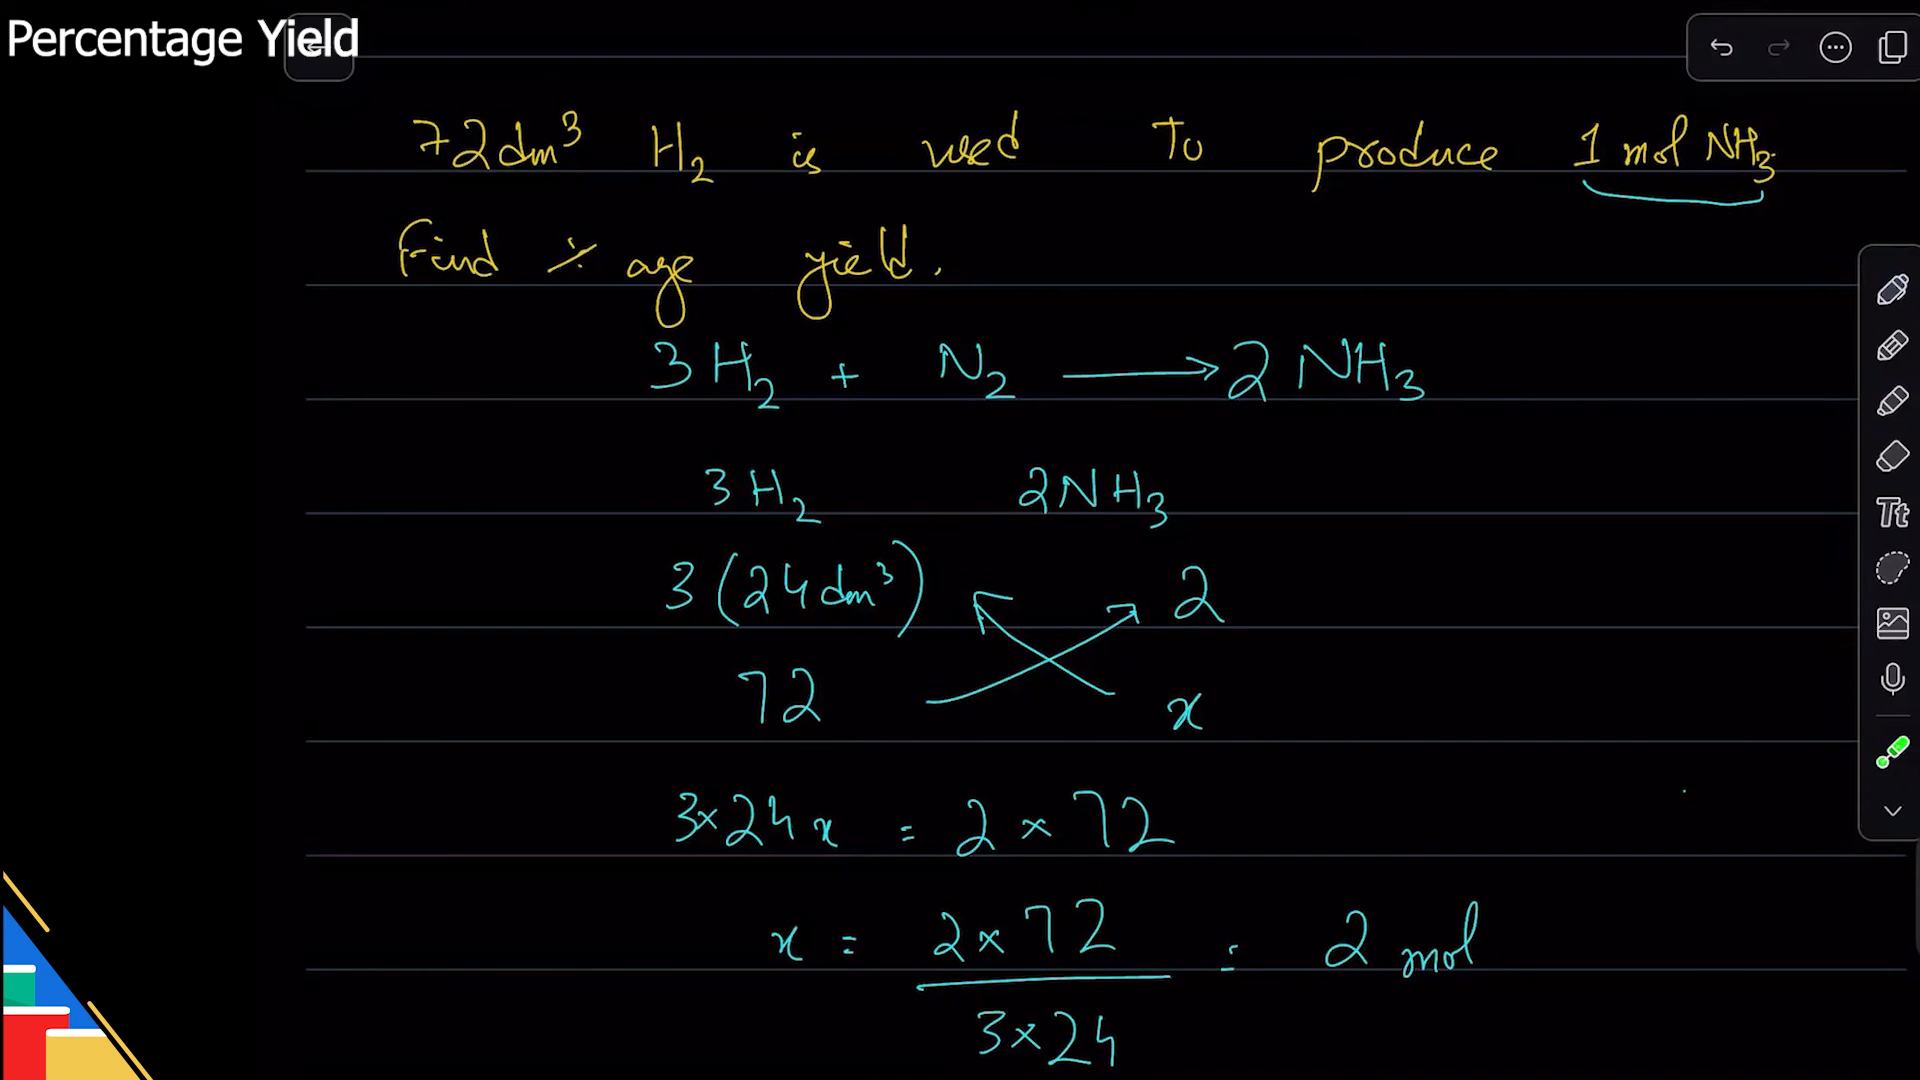 Percentage Yield
72dm³ H₂ is used To produce 1 mol NH₃.
Find % age yield.
3H₂ + N₂ ⟶ 2NH₃
3H₂ 2NH₃
3(24dm³) 2
72 x
3×24x = 2×72
x = 2×72 / 3×24 = 2 mol
Tt